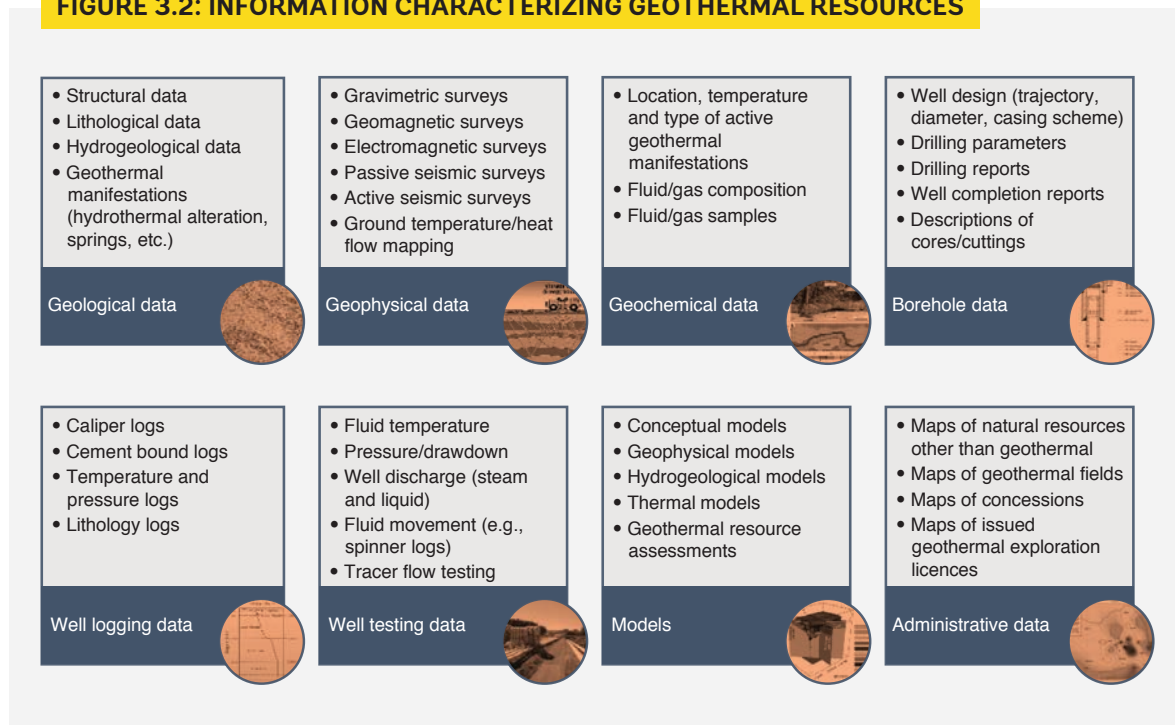 FIGURE 3.2: INFORMATION CHARACTERIZING GEOTHERMAL RESOURCES
• Structural data
• Lithological data
• Hydrogeological data
• Geothermal
manifestations
(hydrothermal alteration,
springs, etc.)
Geological data
• Gravimetric surveys
• Geomagnetic surveys
• Electromagnetic surveys
• Passive seismic surveys
• Active seismic surveys
• Ground temperature/heat
flow mapping
Geophysical data
• Location, temperature
and type of active
geothermal
manifestations
• Fluid/gas composition
• Fluid/gas samples
Geochemical data
• Well design (trajectory,
diameter, casing scheme)
• Drilling parameters
• Drilling reports
• Well completion reports
• Descriptions of
cores/cuttings
Borehole data
• Caliper logs
• Cement bound logs
• Temperature and
pressure logs
• Lithology logs
Well logging data
• Fluid temperature
• Pressure/drawdown
• Well discharge (steam
and liquid)
• Fluid movement (e.g.,
spinner logs)
• Tracer flow testing
Well testing data
• Conceptual models
• Geophysical models
• Hydrogeological models
• Thermal models
• Geothermal resource
assessments
Models
• Maps of natural resources
other than geothermal
• Maps of geothermal fields
• Maps of concessions
• Maps of issued
geothermal exploration
licences
Administrative data